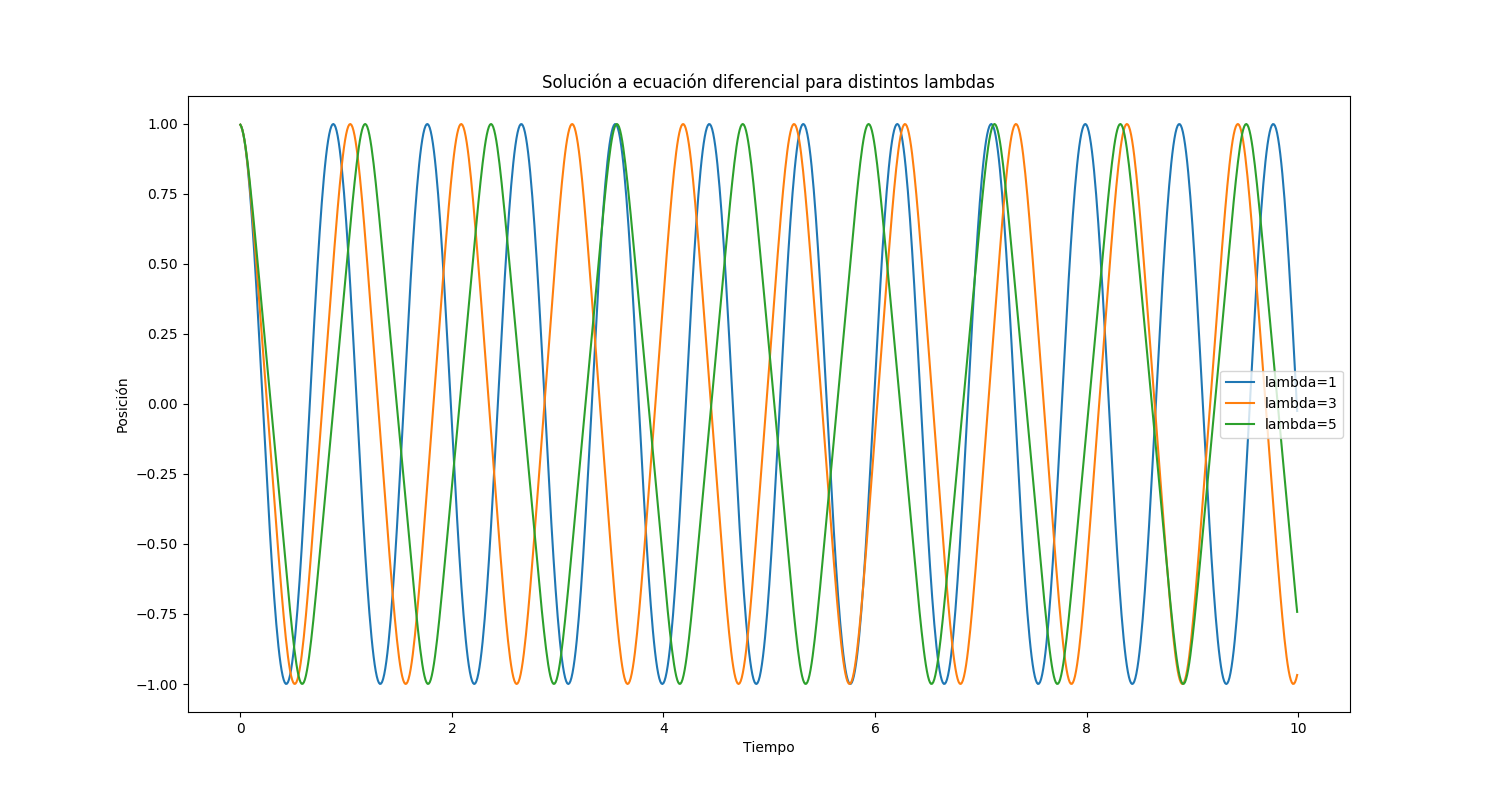 Solución a ecuación diferencial para distintos lambdas
1.00
0.75
0.50
0.25
0.00
−0.25
−0.50
−0.75
−1.00
Posición
lambda=1
lambda=3
lambda=5
0 2 4 6 8 10
Tiempo